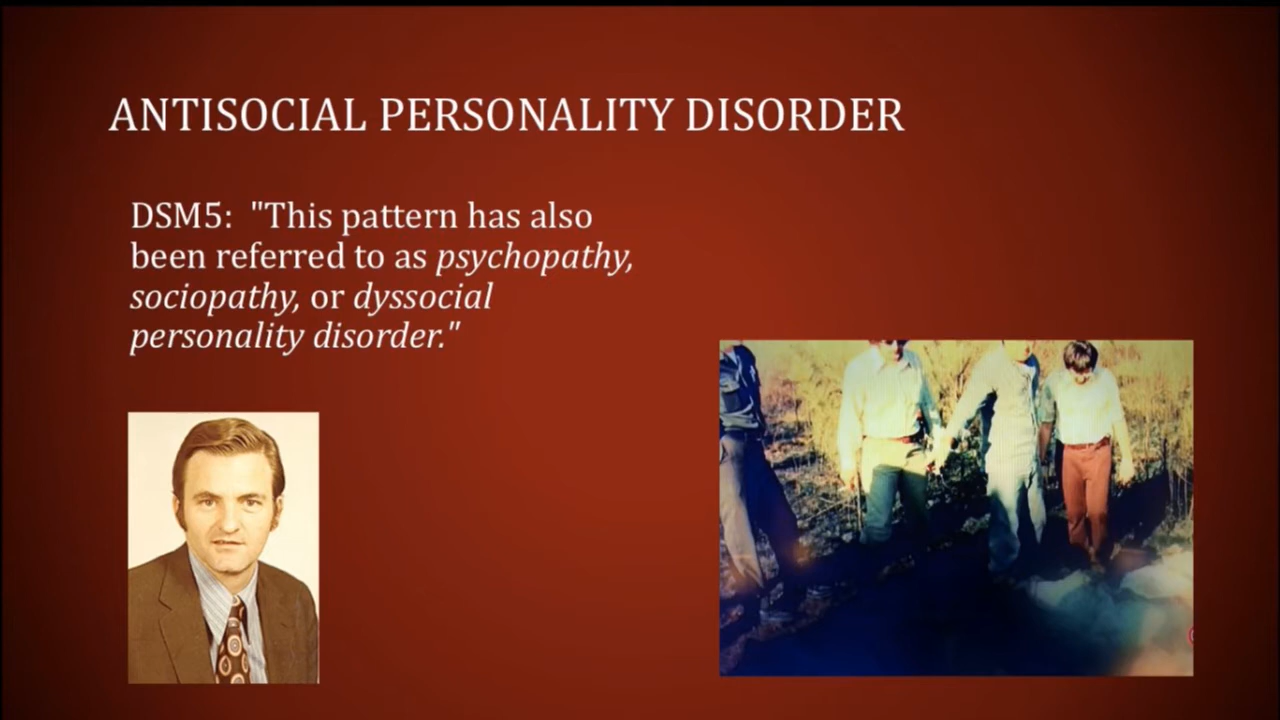 ANTISOCIAL PERSONALITY DISORDER
DSM5:  "This pattern has also
been referred to as psychopathy,
sociopathy, or dyssocial
personality disorder."